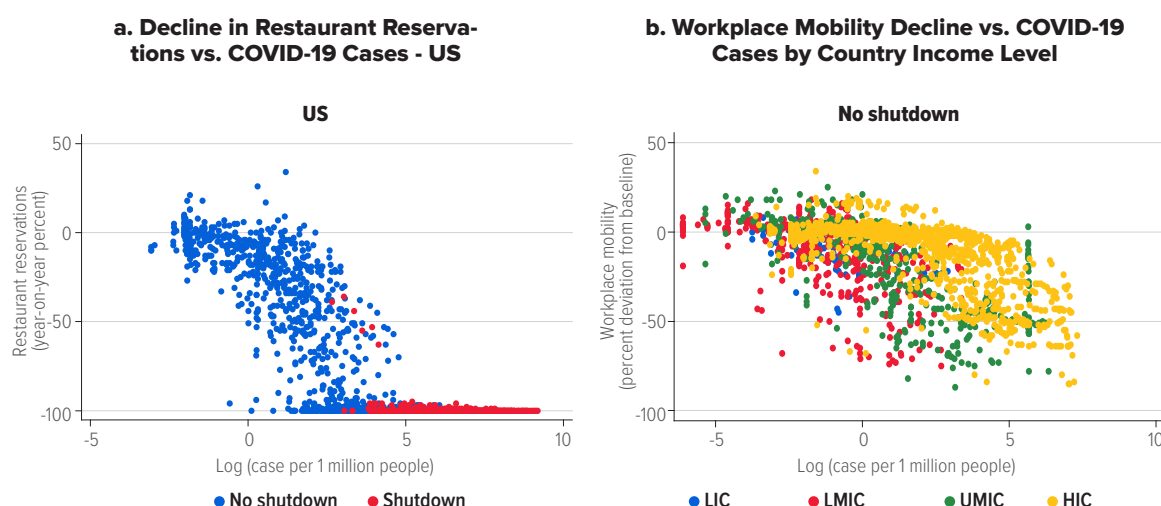 a. Decline in Restaurant Reserva-
tions vs. COVID-19 Cases - US
US
Restaurant reservations
(year-on-year percent)
50
0
-50
-100
-5
0
5
10
Log (case per 1 million people)
No shutdown
Shutdown
b. Workplace Mobility Decline vs. COVID-19
Cases by Country Income Level
No shutdown
Workplace mobility
(percent deviation from baseline)
50
0
-50
-100
-5
0
5
10
Log (case per 1 million people)
LIC
LMIC
UMIC
HIC